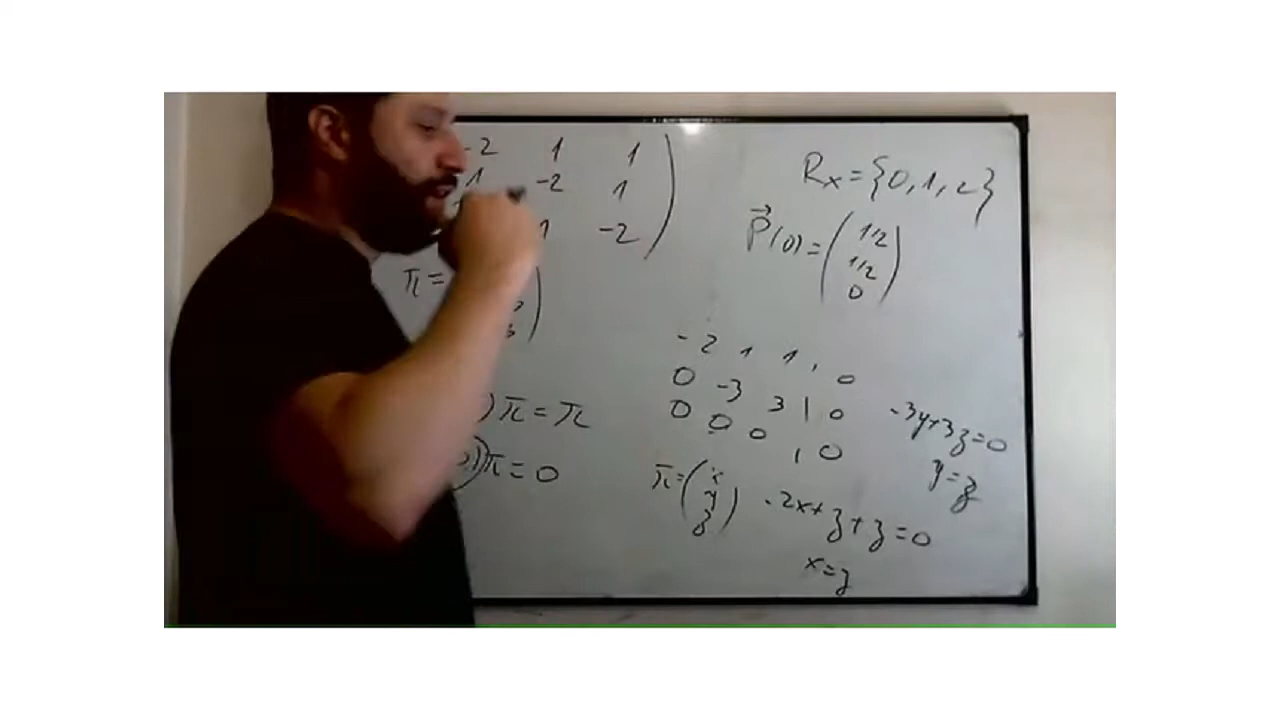 -2 1 1
1 -2 1
1 -2
π =
Rx = {0, 1, 2}
P⃗(0) = (1/2
1/2
0)
-2 1 1 , 0
0 -3 3 | 0
0 0 0 , 0
-3y+3z=0
y=z
)π = π
)π = 0
π = (x
y
z)
-2x+z+z=0
x=z